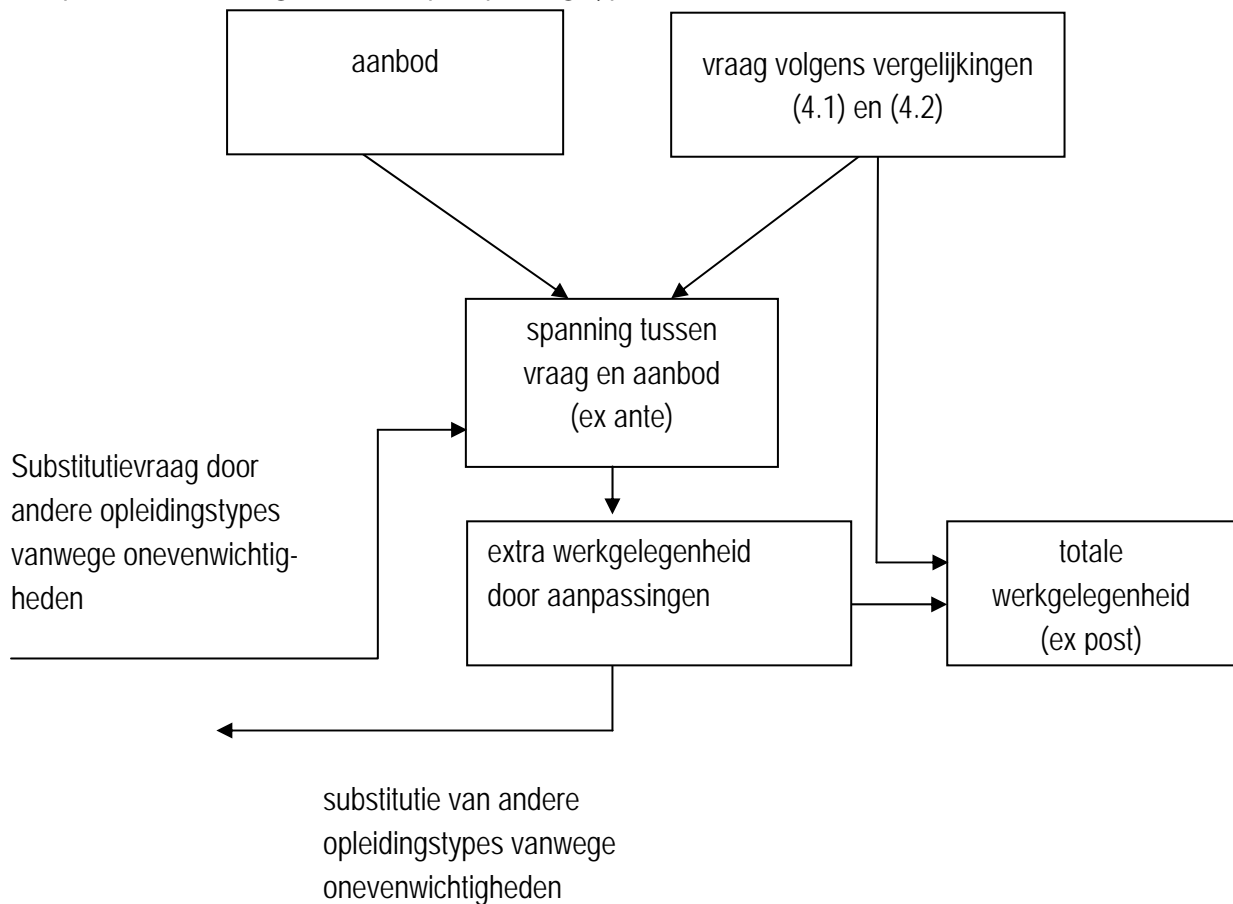 aanbod
vraag volgens vergelijkingen
(4.1) en (4.2)
spanning tussen
vraag en aanbod
(ex ante)
Substitutievraag door
andere opleidingstypes
vanwege onevenwichtig-
heden
extra werkgelegenheid
door aanpassingen
totale
werkgelegenheid
(ex post)
substitutie van andere
opleidingstypes vanwege
onevenwichtigheden